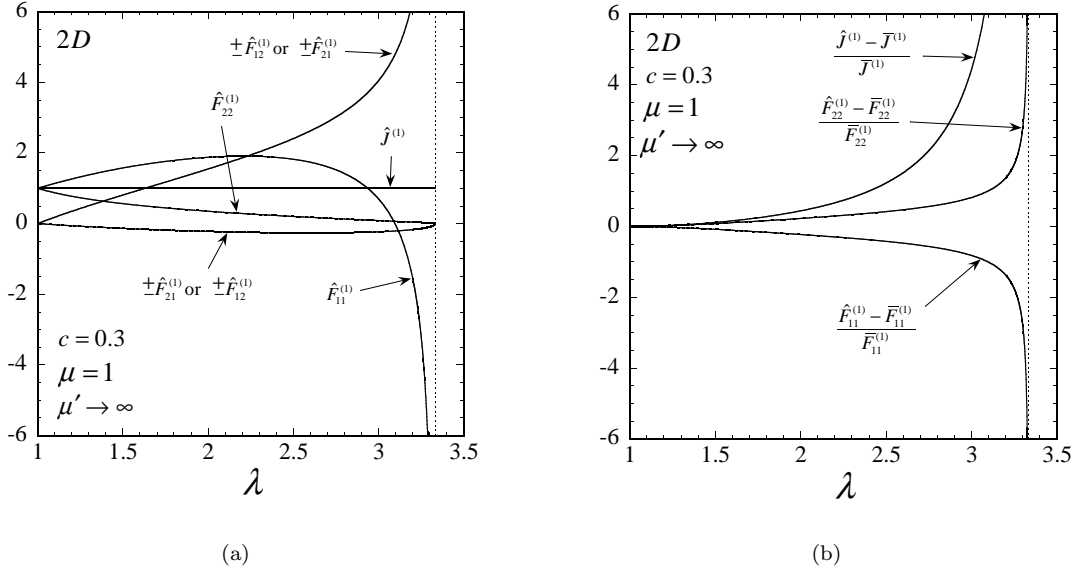 6
4
2
0
-2
-4
-6
1
1.5
2
2.5
3
3.5
λ
2D
±F̂₁₂⁽¹⁾ or ±F̂₂₁⁽¹⁾
F̂₂₂⁽¹⁾
Ĵ⁽¹⁾
±F̂₂₁⁽¹⁾ or ±F̂₁₂⁽¹⁾
F̂₁₁⁽¹⁾
c = 0.3
μ = 1
μ′ → ∞
(a)
6
4
2
0
-2
-4
-6
1
1.5
2
2.5
3
3.5
λ
2D
c = 0.3
μ = 1
μ′ → ∞
Ĵ⁽¹⁾ − J̅⁽¹⁾
J̅⁽¹⁾
F̂₂₂⁽¹⁾ − F̅₂₂⁽¹⁾
F̅₂₂⁽¹⁾
F̂₁₁⁽¹⁾ − F̅₁₁⁽¹⁾
F̅₁₁⁽¹⁾
(b)